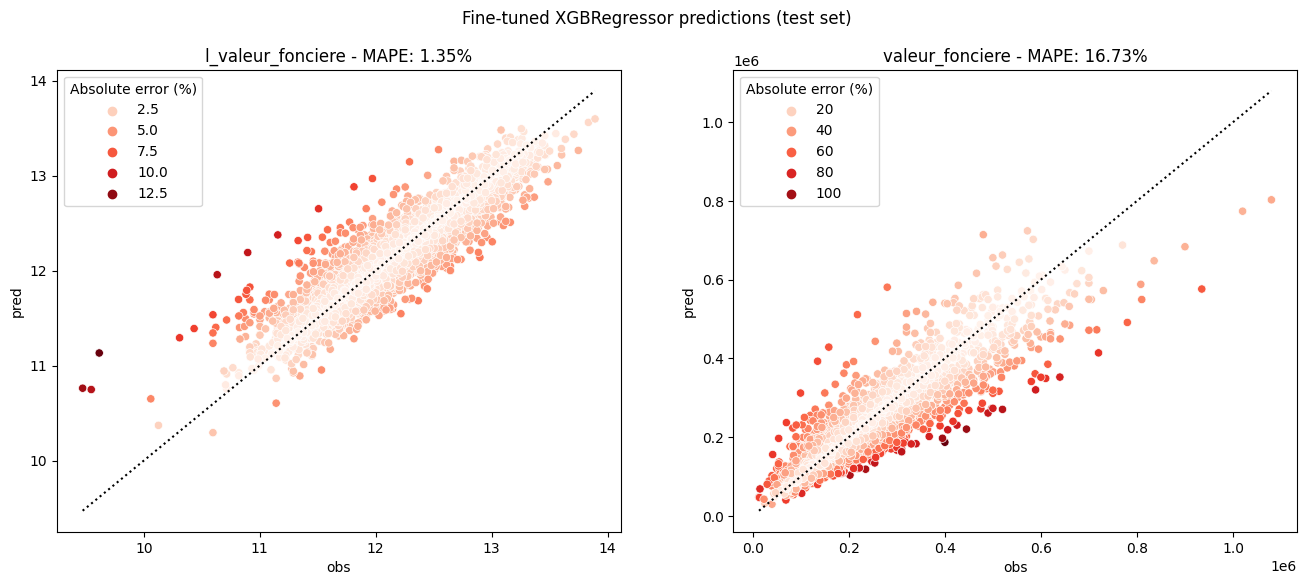 Fine-tuned XGBRegressor predictions (test set)
l_valeur_fonciere - MAPE: 1.35%
Absolute error (%)
2.5
5.0
7.5
10.0
12.5
14
13
12
11
10
pred
10
11
12
13
14
obs
valeur_fonciere - MAPE: 16.73%
1e6
Absolute error (%)
20
40
60
80
100
1.0
0.8
0.6
0.4
0.2
0.0
pred
0.0
0.2
0.4
0.6
0.8
1.0
1e6
obs